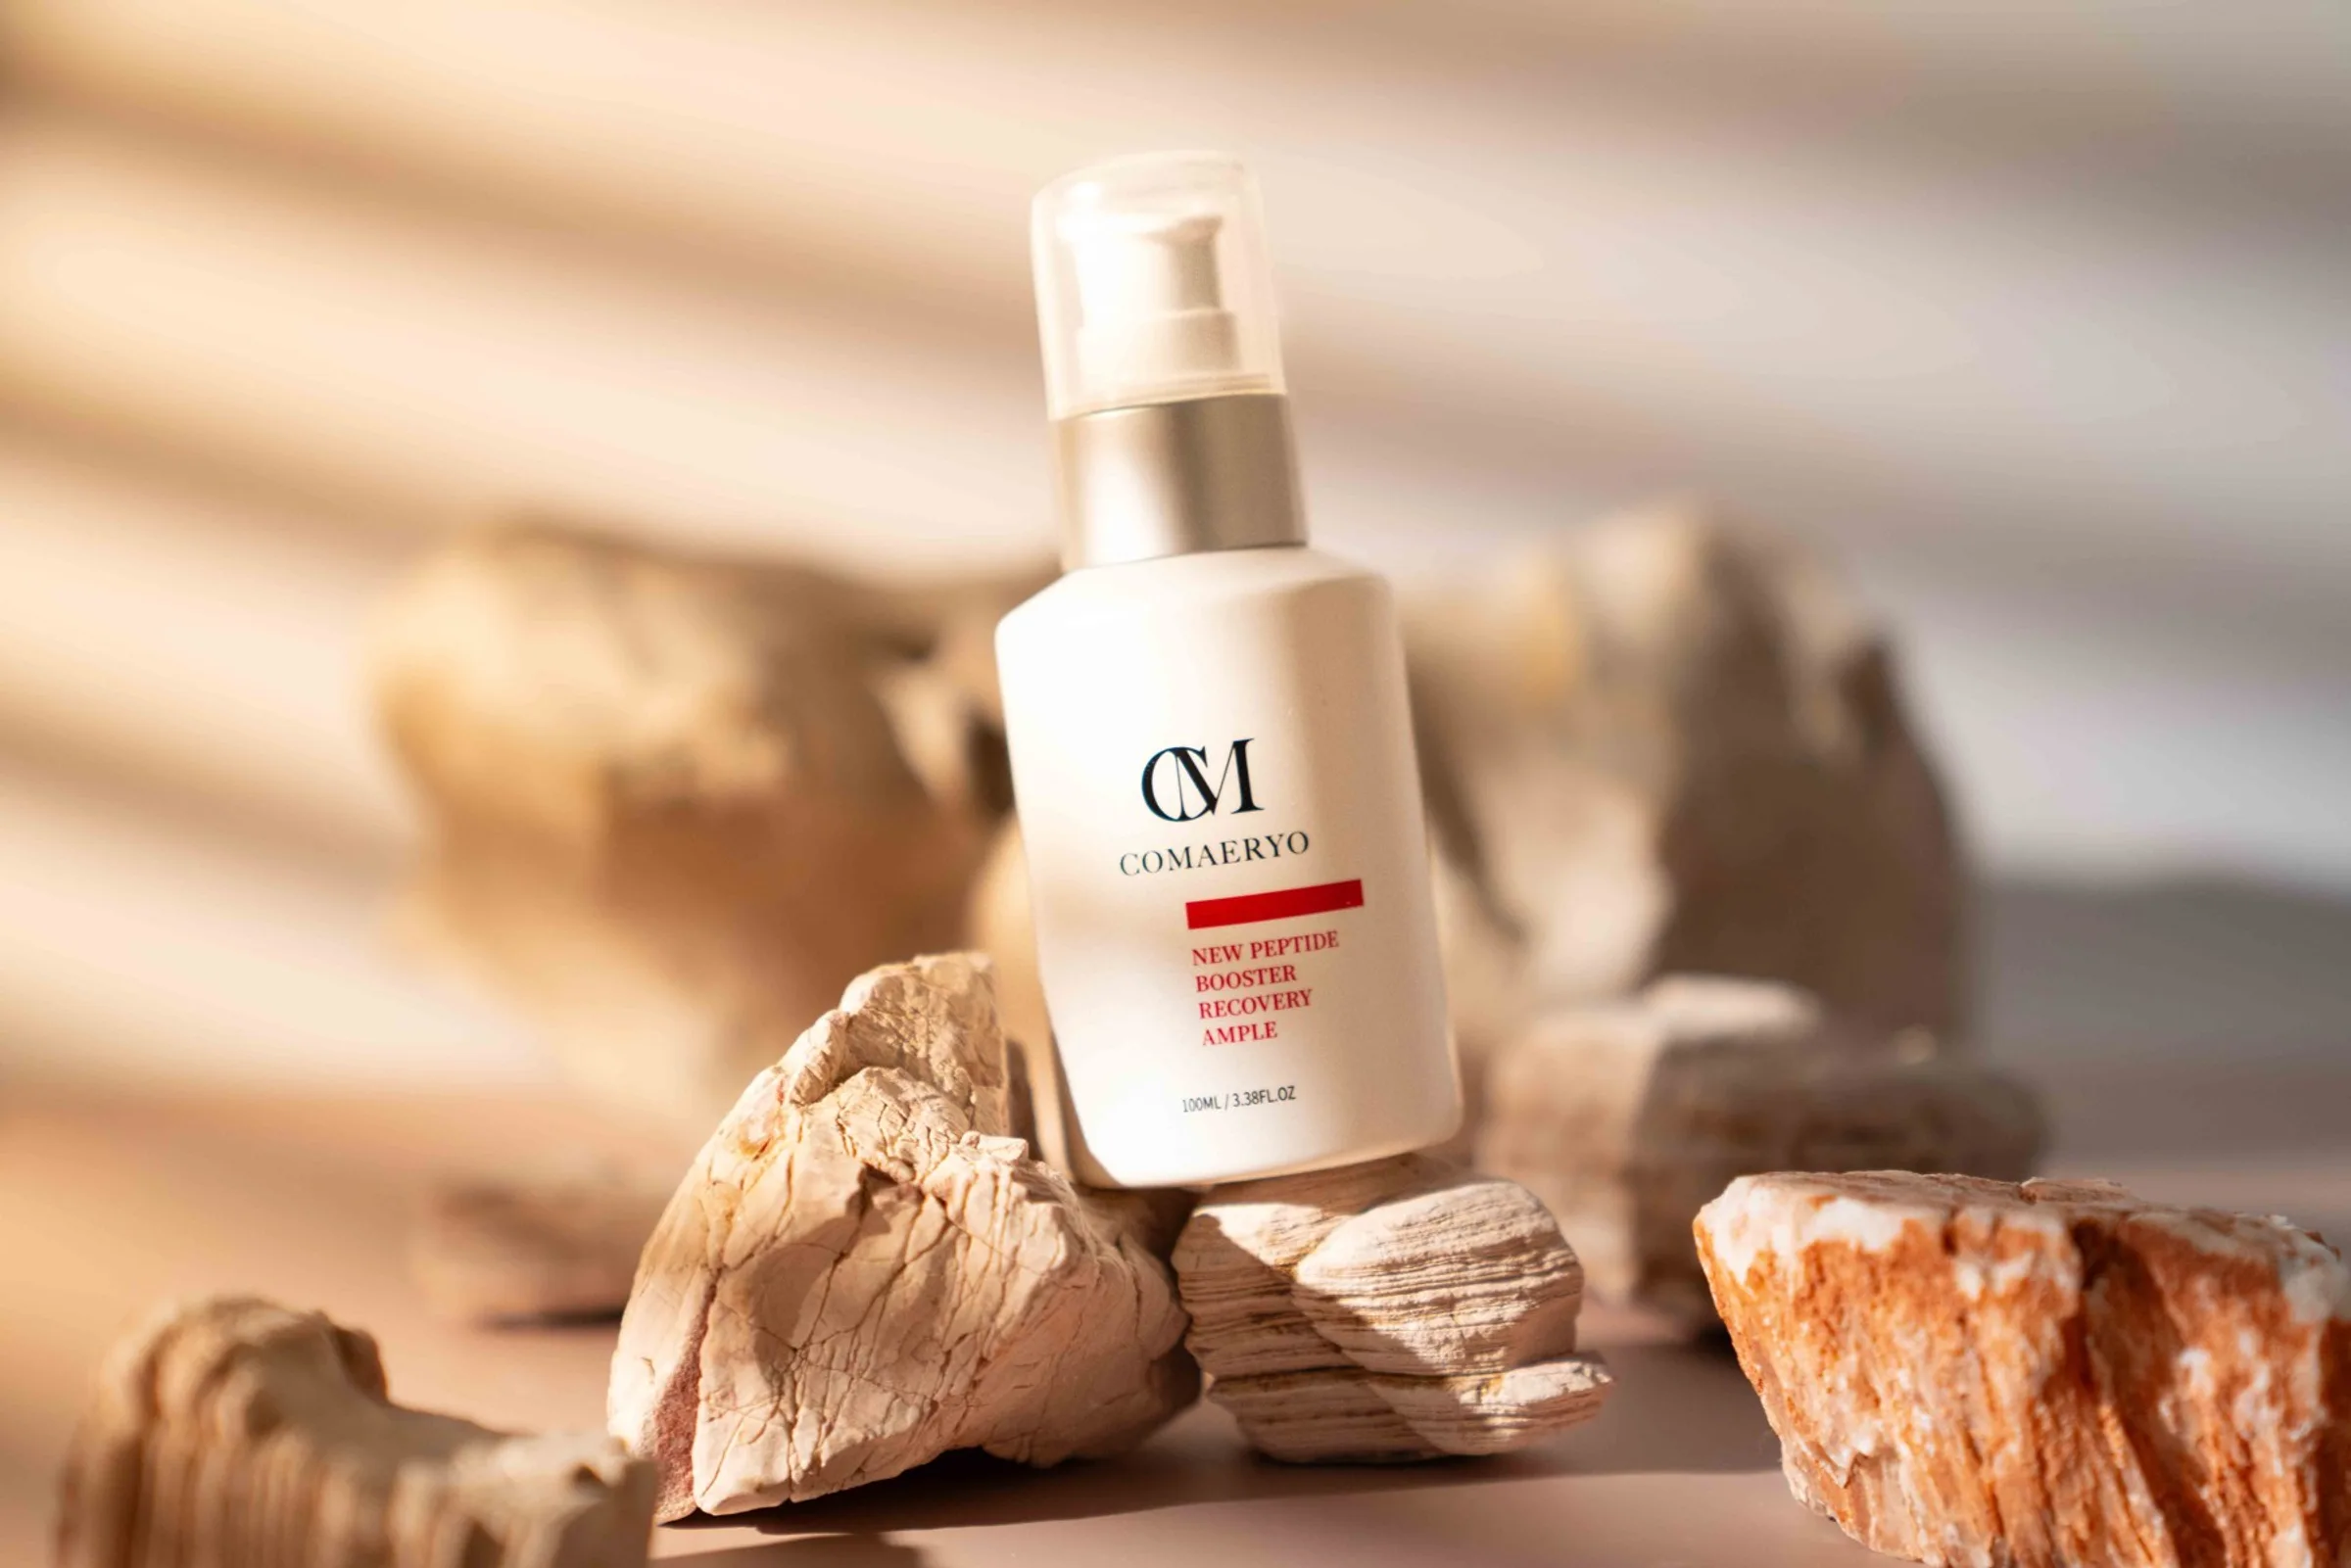 CM
COMAERYO
NEW PEPTIDE
BOOSTER
RECOVERY
AMPLE
100ML / 3.38FL.OZ